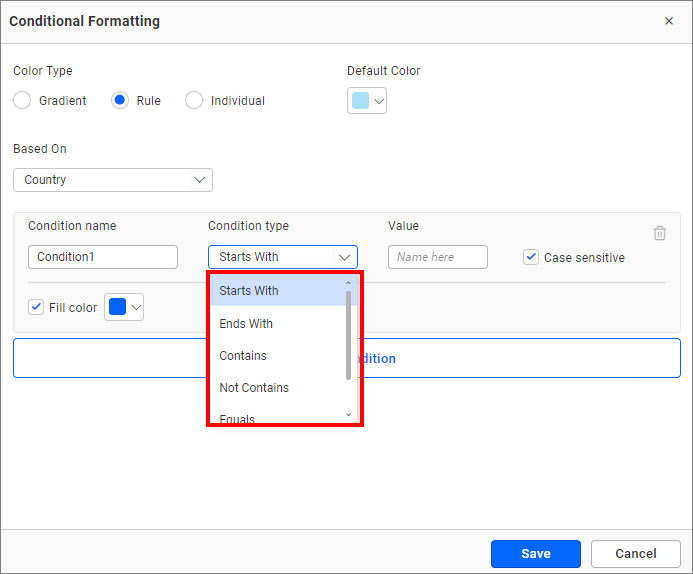 Conditional Formatting
Color Type
Default Color
Gradient
Rule
Individual
Based On
Country
Condition name
Condition type
Value
Condition1
Starts With
Name here
Case sensitive
Fill color
Starts With
Ends With
Contains
Not Contains
Equals
dition
Save
Cancel